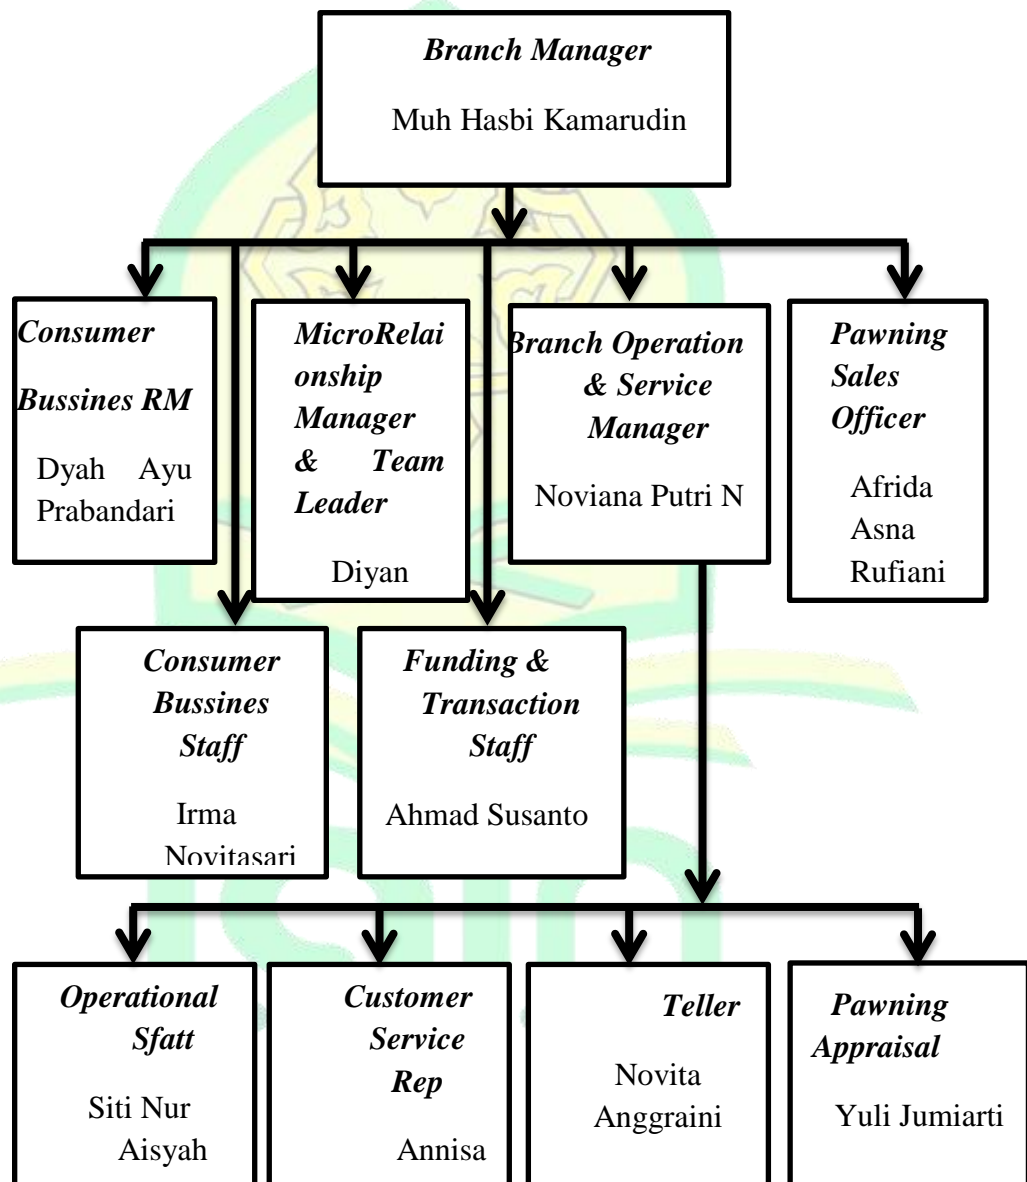 Branch Manager
Muh Hasbi Kamarudin
Consumer
Bussines RM
Dyah Ayu
Prabandari
MicroRelai
onship
Manager
& Team
Leader
Diyan
Branch Operation
& Service
Manager
Noviana Putri N
Pawning
Sales
Officer
Afrida
Asna
Rufiani
Consumer
Bussines
Staff
Irma
Novitasari
Funding &
Transaction
Staff
Ahmad Susanto
Operational
Sfatt
Siti Nur
Aisyah
Customer
Service
Rep
Annisa
Teller
Novita
Anggraini
Pawning
Appraisal
Yuli Jumiarti